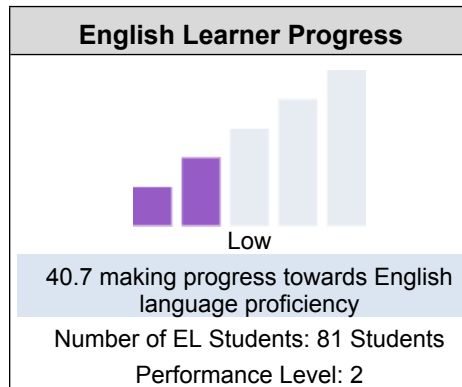 English Learner Progress
Low
40.7 making progress towards English
language proficiency
Number of EL Students: 81 Students
Performance Level: 2